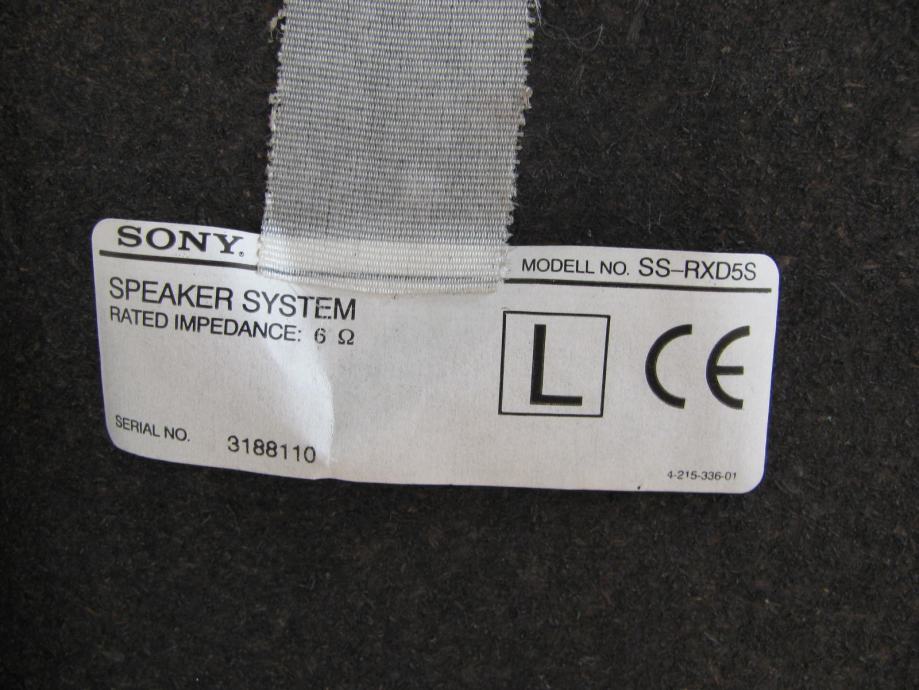 SONY®
MODELL NO. SS-RXD5S
SPEAKER SYSTEM
RATED IMPEDANCE: 6 Ω
L CE
SERIAL NO. 3188110
4-215-336-01